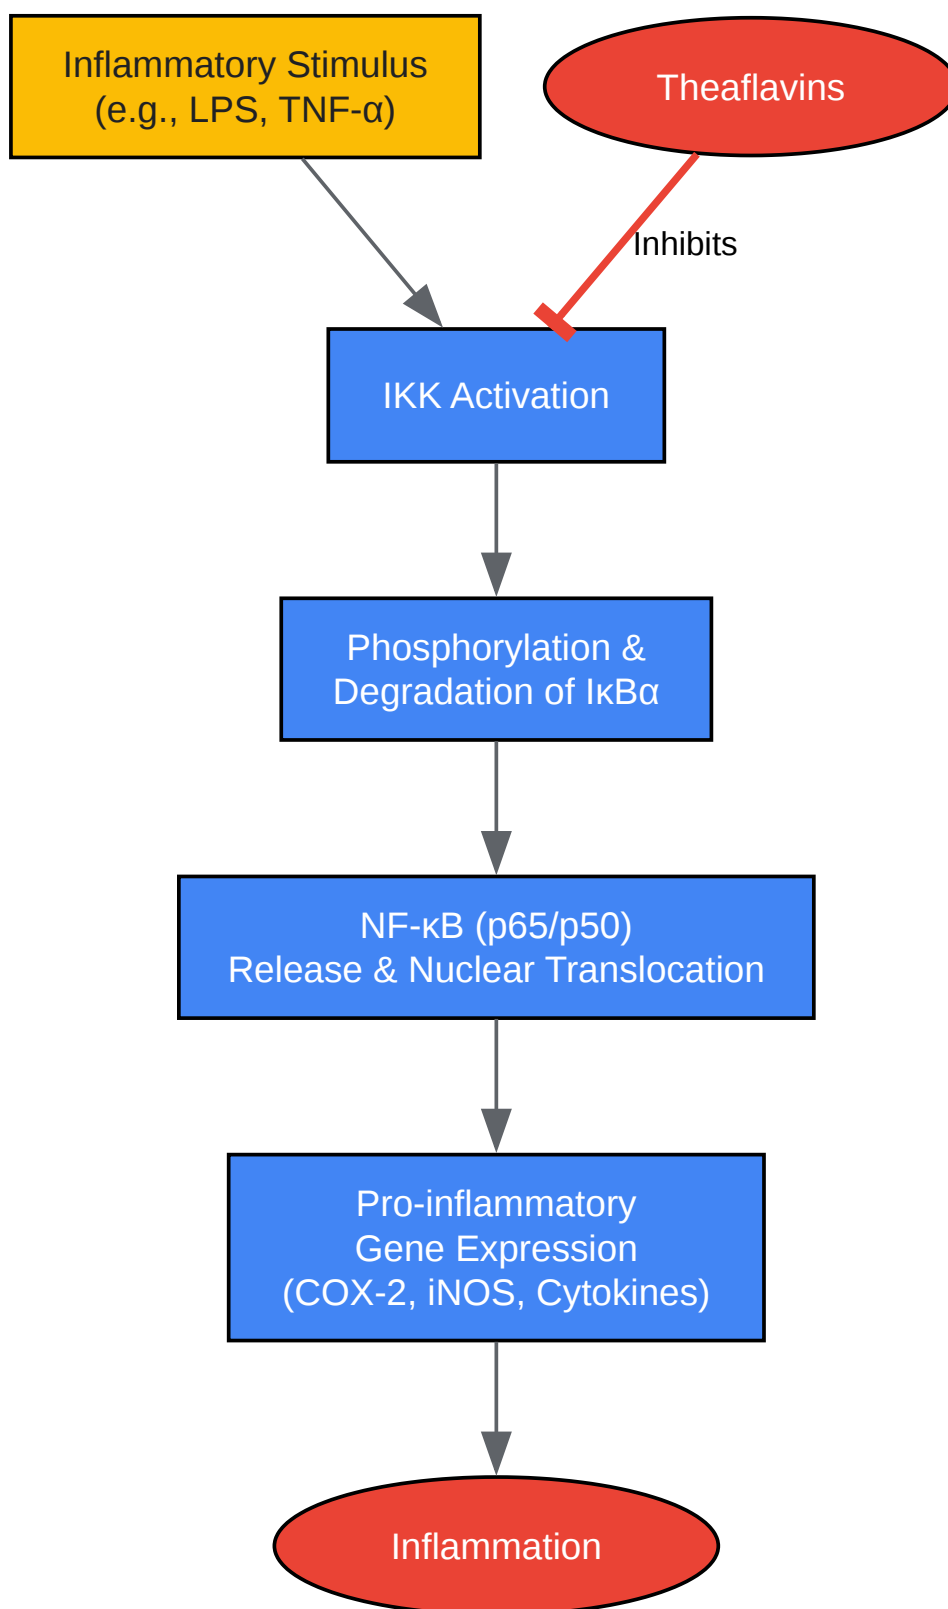 Inflammatory Stimulus
(e.g., LPS, TNF-α)
Theaflavins
Inhibits
IKK Activation
Phosphorylation &
Degradation of IκBα
NF-κB (p65/p50)
Release & Nuclear Translocation
Pro-inflammatory
Gene Expression
(COX-2, iNOS, Cytokines)
Inflammation